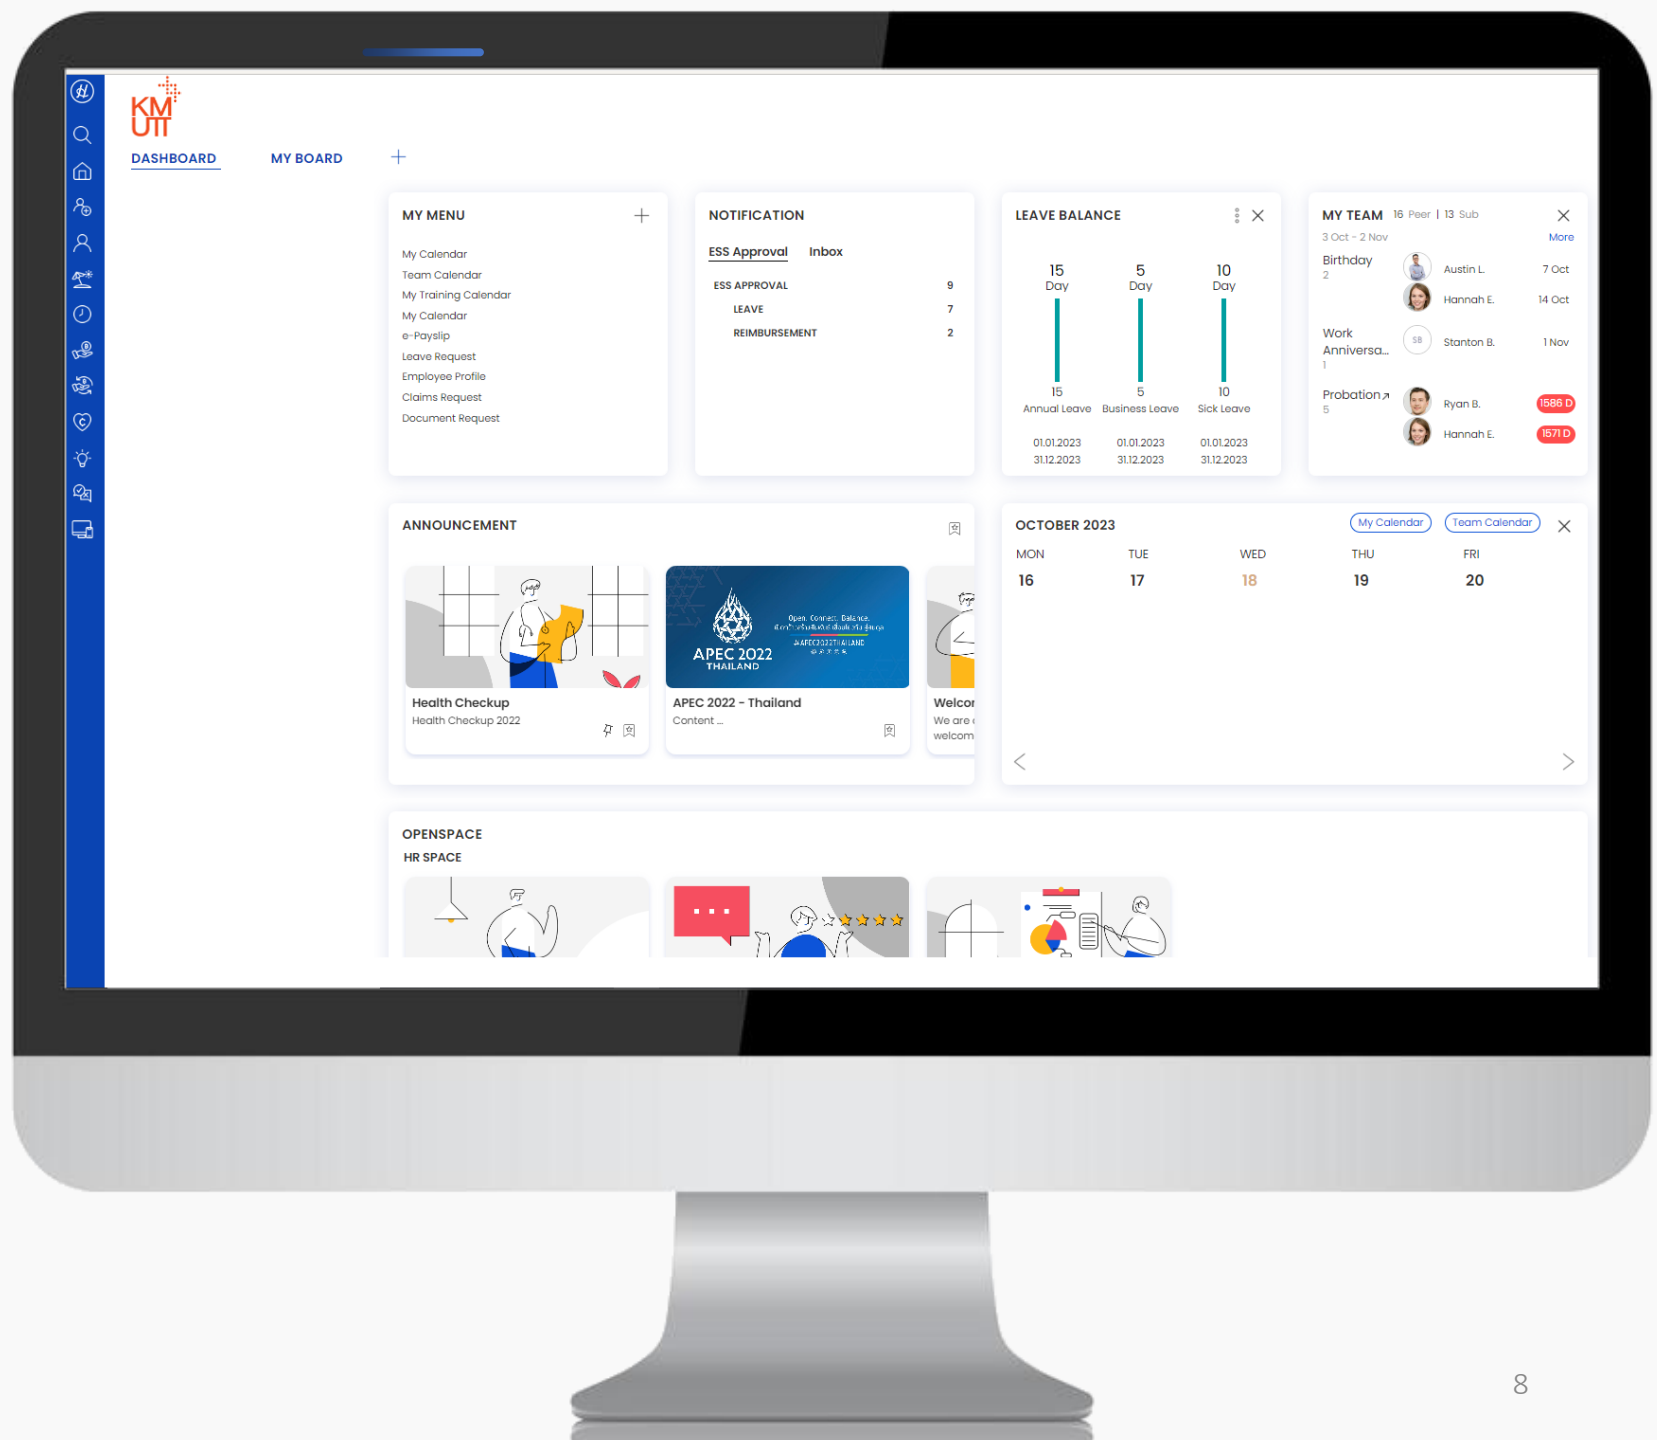 KM
UTT
DASHBOARD
MY BOARD
MY MENU
My Calendar
Team Calendar
My Training Calendar
My Calendar
e-Payslip
Leave Request
Employee Profile
Claims Request
Document Request
NOTIFICATION
ESS Approval Inbox
ESS APPROVAL 9
LEAVE 7
REIMBURSEMENT 2
LEAVE BALANCE
15 5 10
Day Day Day
15 5 10
Annual Leave Business Leave Sick Leave
01.01.2023 01.01.2023 01.01.2023
31.12.2023 31.12.2023 31.12.2023
MY TEAM 16 Peer | 13 Sub
3 Oct - 2 Nov More
Birthday
2
Austin L. 7 Oct
Hannah E. 14 Oct
Work
Anniversa...
1
SB Stanton B. 1 Nov
Probation
5
Ryan B. 1586 D
Hannah E. 1571 D
ANNOUNCEMENT
Health Checkup
Health Checkup 2022
APEC 2022
THAILAND
Open. Connect. Balance.
#APEC2022THAILAND
APEC 2022 - Thailand
Content ...
Welcor
We are
welcom
OCTOBER 2023 My Calendar Team Calendar
MON TUE WED THU FRI
16 17 18 19 20
OPENSPACE
HR SPACE
8